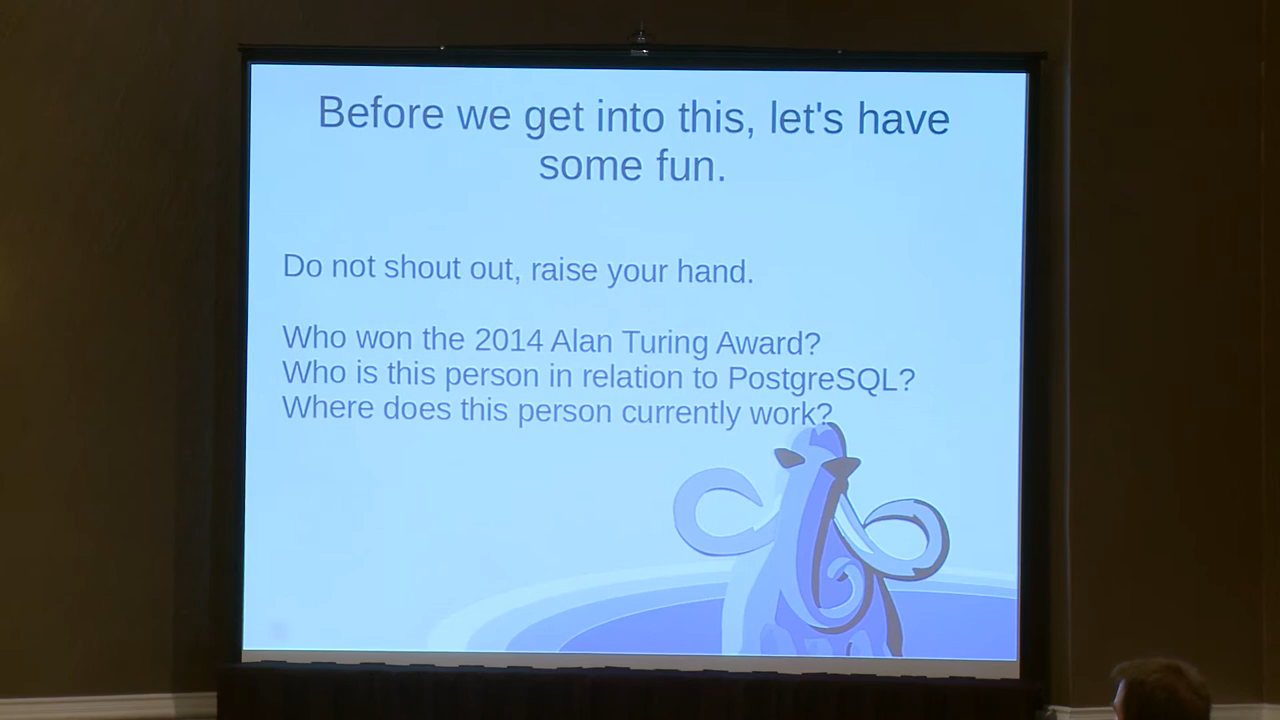 Before we get into this, let's have
some fun.
Do not shout out, raise your hand.
Who won the 2014 Alan Turing Award?
Who is this person in relation to PostgreSQL?
Where does this person currently work?